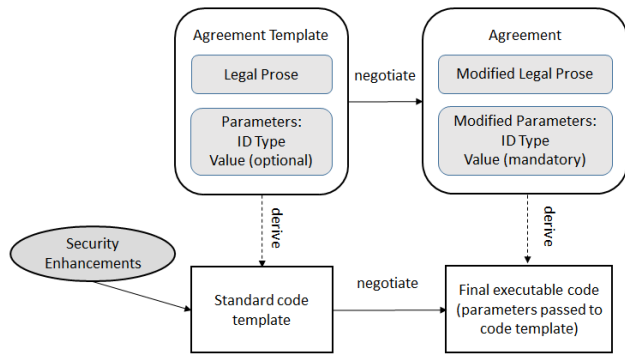 Agreement Template
Legal Prose
Parameters:
ID Type
Value (optional)
negotiate
Agreement
Modified Legal Prose
Modified Parameters:
ID Type
Value (mandatory)
derive
derive
Security
Enhancements
Standard code
template
negotiate
Final executable code
(parameters passed to
code template)